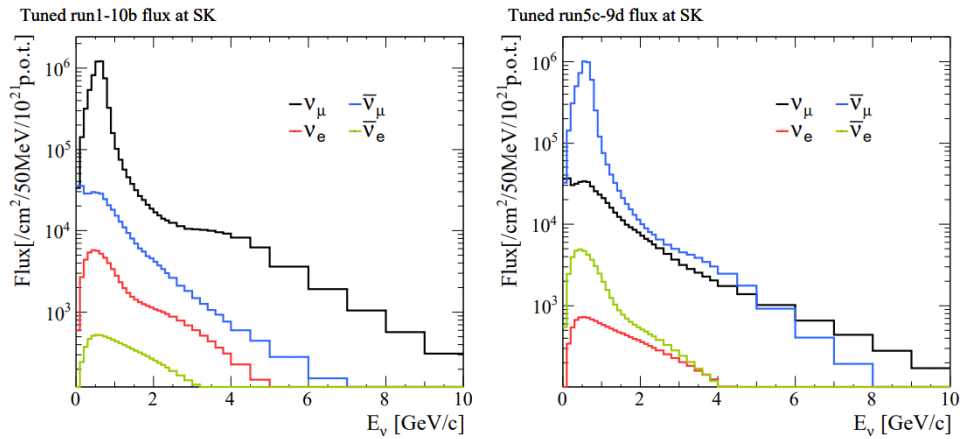 Tuned run1-10b flux at SK
Flux[/cm²/50MeV/10²¹p.o.t.]
10⁶
10⁵
10⁴
10³
ν_μ ν̅_μ
ν_e ν̅_e
0 2 4 6 8 10
E_ν [GeV/c]
Tuned run5c-9d flux at SK
Flux[/cm²/50MeV/10²¹p.o.t.]
10⁶
10⁵
10⁴
10³
ν_μ ν̅_μ
ν_e ν̅_e
0 2 4 6 8 10
E_ν [GeV/c]